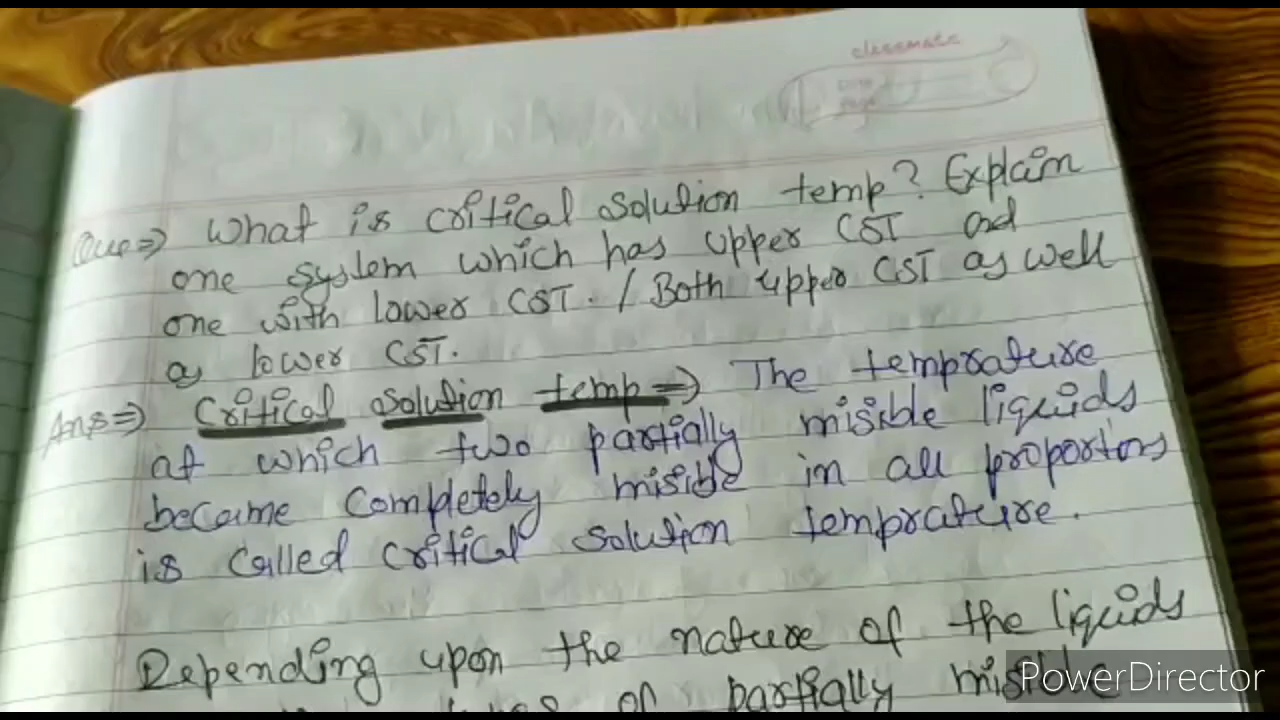 classmate
Que⇒ What is critical solution temp? Explain
one system which has upper CST and
one with lower CST. / Both upper CST as well
as lower CST.
Ans⇒ Critical solution temp ⇒ The temprature
at which two partially misible liquids
became completely misible in all proportions
is called critical solution temprature.
Depending upon the nature of the liquids
of partially misible
PowerDirector